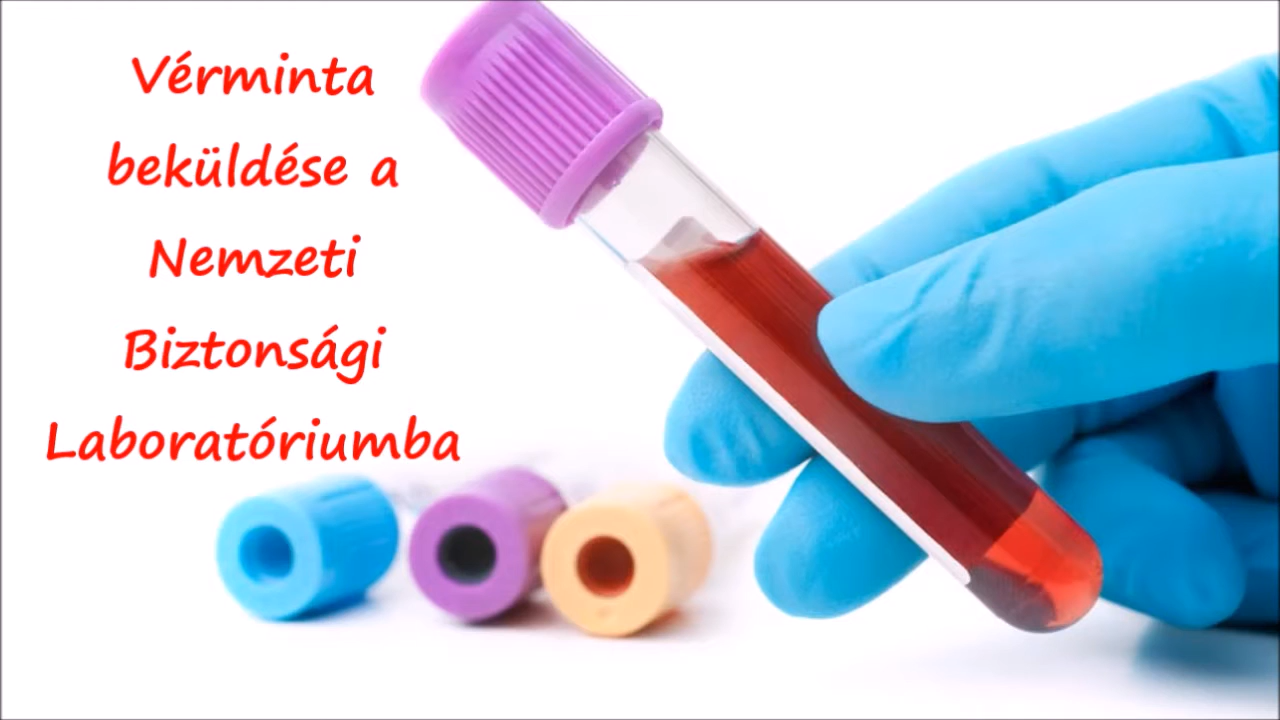 Vérminta
beküldése a
Nemzeti
Biztonsági
Laboratóriumba